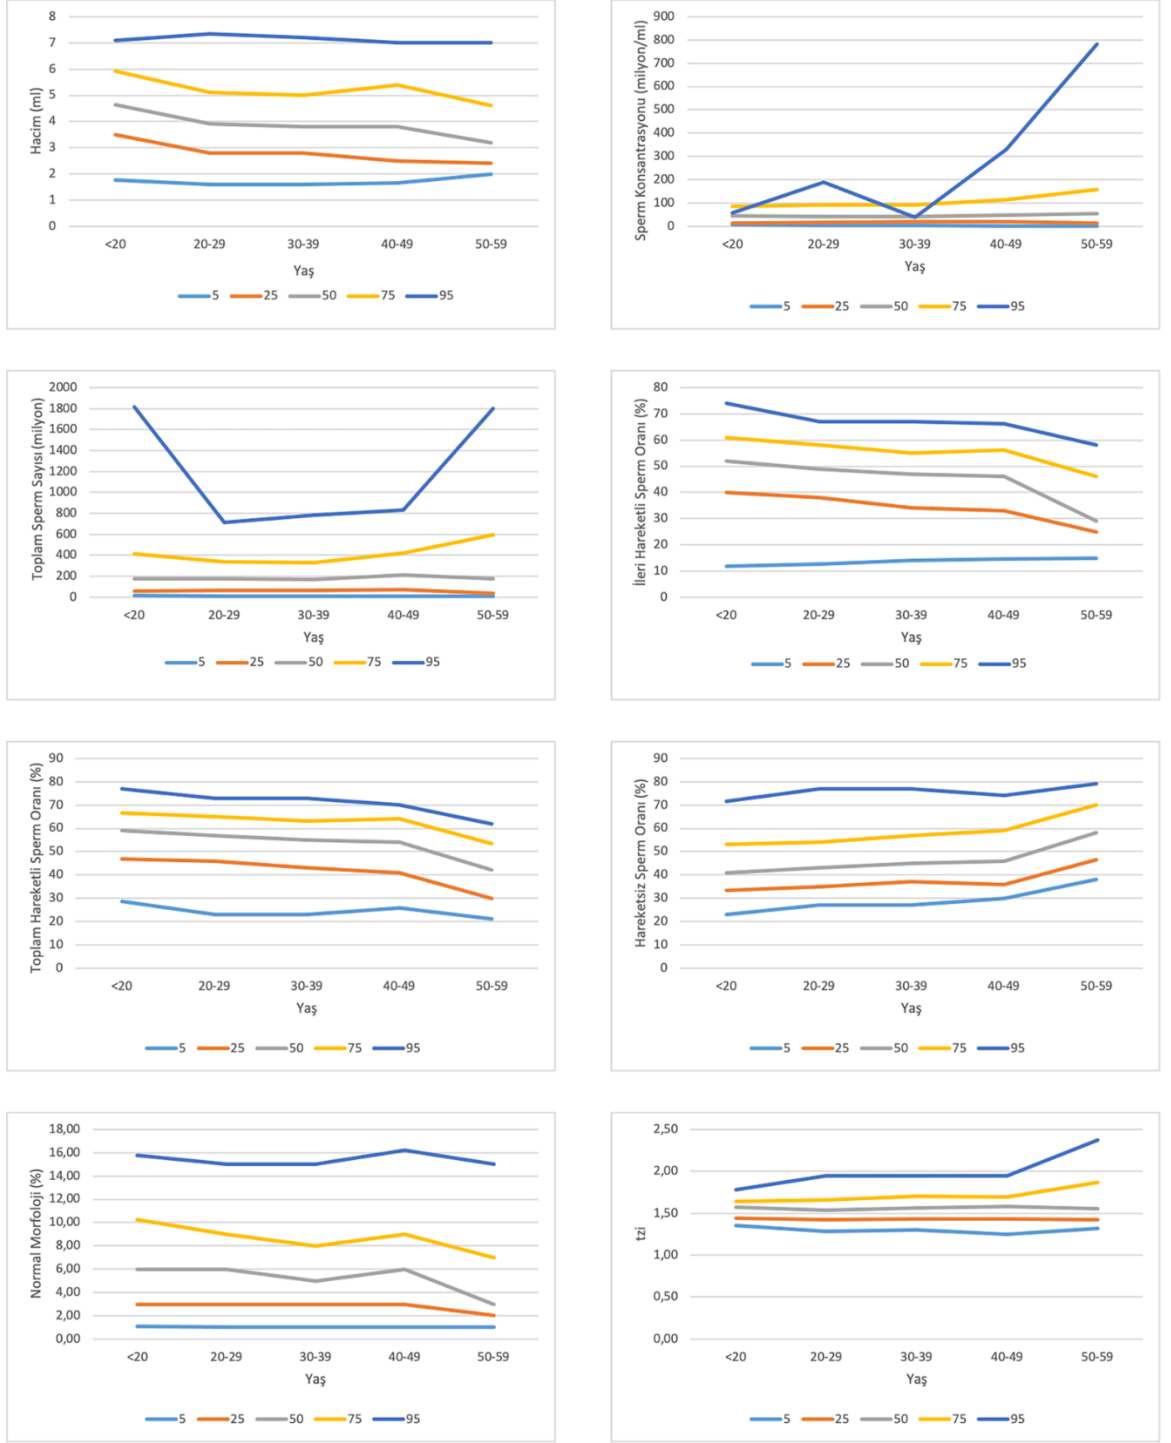 Hacim (ml)
8
7
6
5
4
3
2
1
0
<20 20-29 30-39 40-49 50-59
Yaş
5 25 50 75 95
Sperm Konsantrasyonu (milyon/ml)
900
800
700
600
500
400
300
200
100
0
<20 20-29 30-39 40-49 50-59
Yaş
5 25 50 75 95
Toplam Sperm Sayısı (milyon)
2000
1800
1600
1400
1200
1000
800
600
400
200
0
<20 20-29 30-39 40-49 50-59
Yaş
5 25 50 75 95
İleri Hareketli Sperm Oranı (%)
80
70
60
50
40
30
20
10
0
<20 20-29 30-39 40-49 50-59
Yaş
5 25 50 75 95
Toplam Hareketli Sperm Oranı (%)
90
80
70
60
50
40
30
20
10
0
<20 20-29 30-39 40-49 50-59
Yaş
5 25 50 75 95
Hareketsiz Sperm Oranı (%)
90
80
70
60
50
40
30
20
10
0
<20 20-29 30-39 40-49 50-59
Yaş
5 25 50 75 95
Normal Morfoloji (%)
18,00
16,00
14,00
12,00
10,00
8,00
6,00
4,00
2,00
0,00
<20 20-29 30-39 40-49 50-59
Yaş
5 25 50 75 95
tzi
2,50
2,00
1,50
1,00
0,50
0,00
<20 20-29 30-39 40-49 50-59
Yaş
5 25 50 75 95